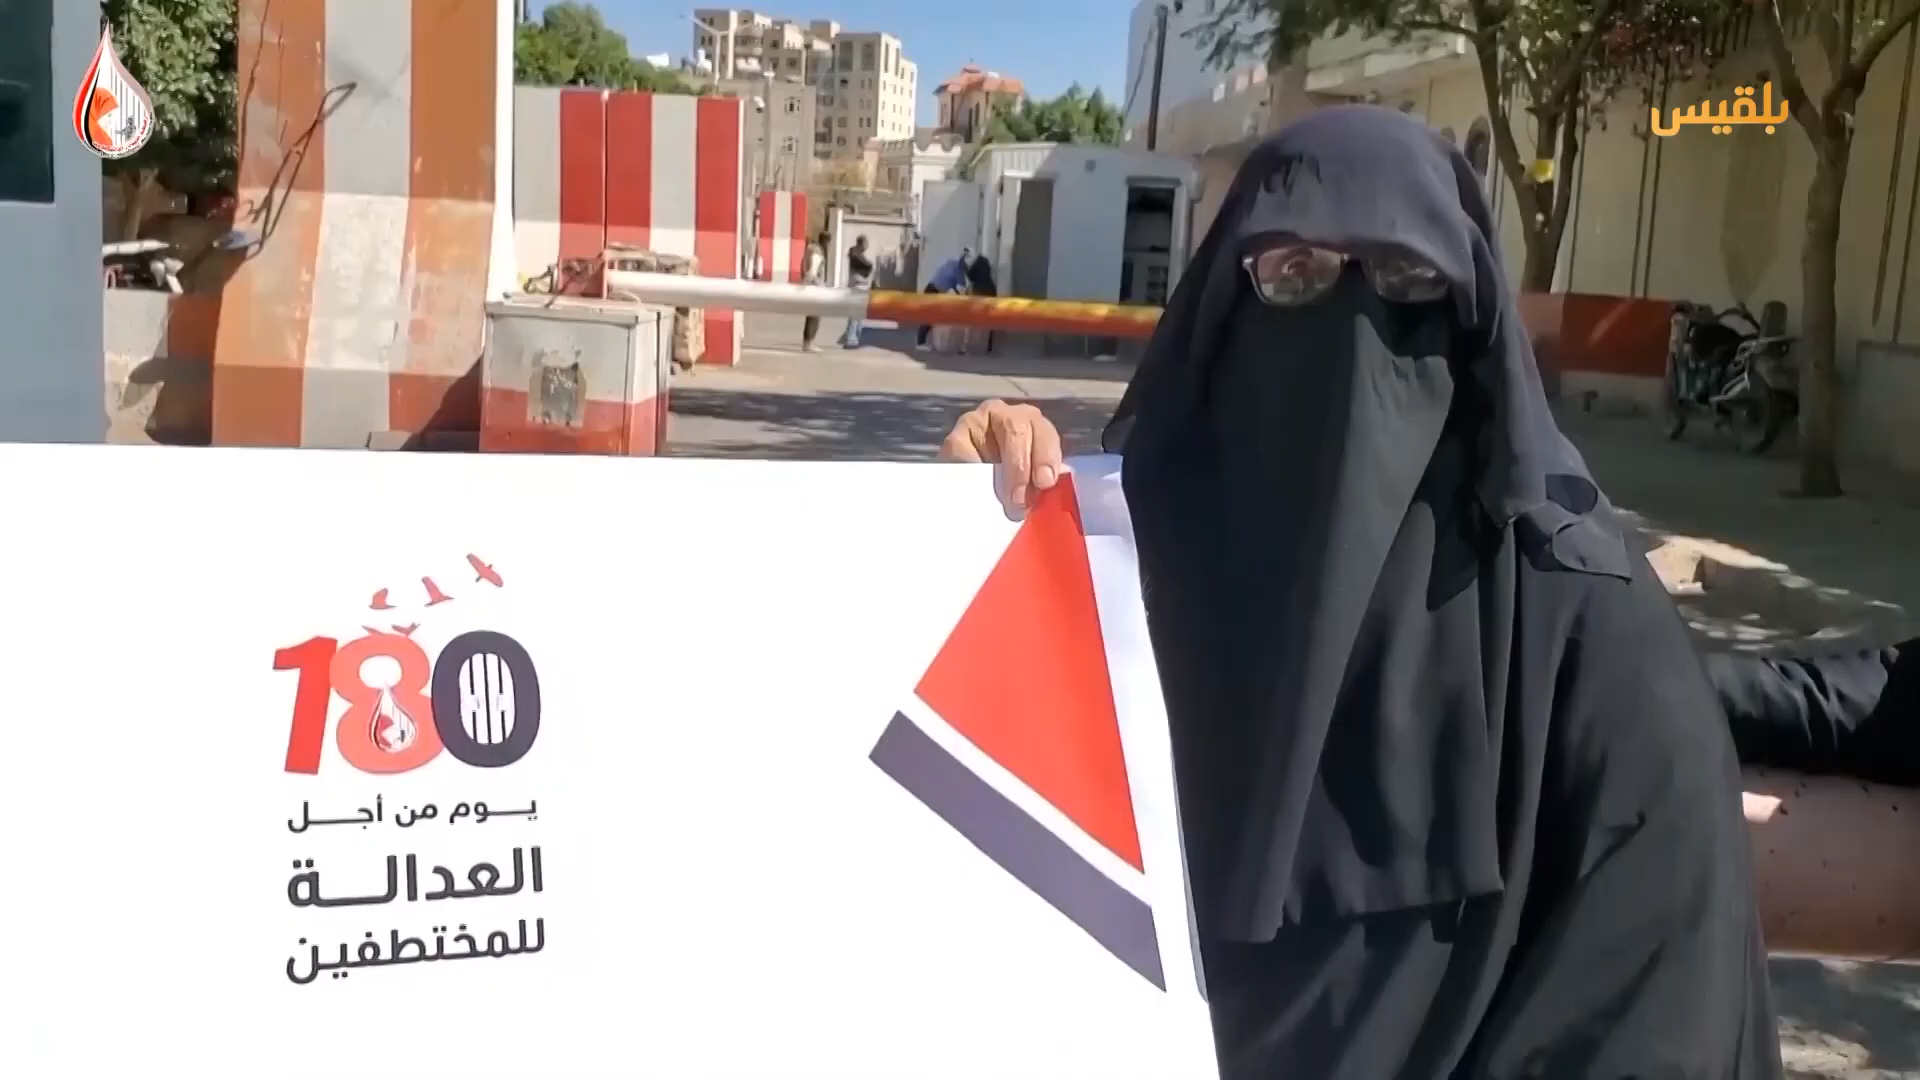 بلقيس
180
يوم من أجل
العدالة
للمختطفين